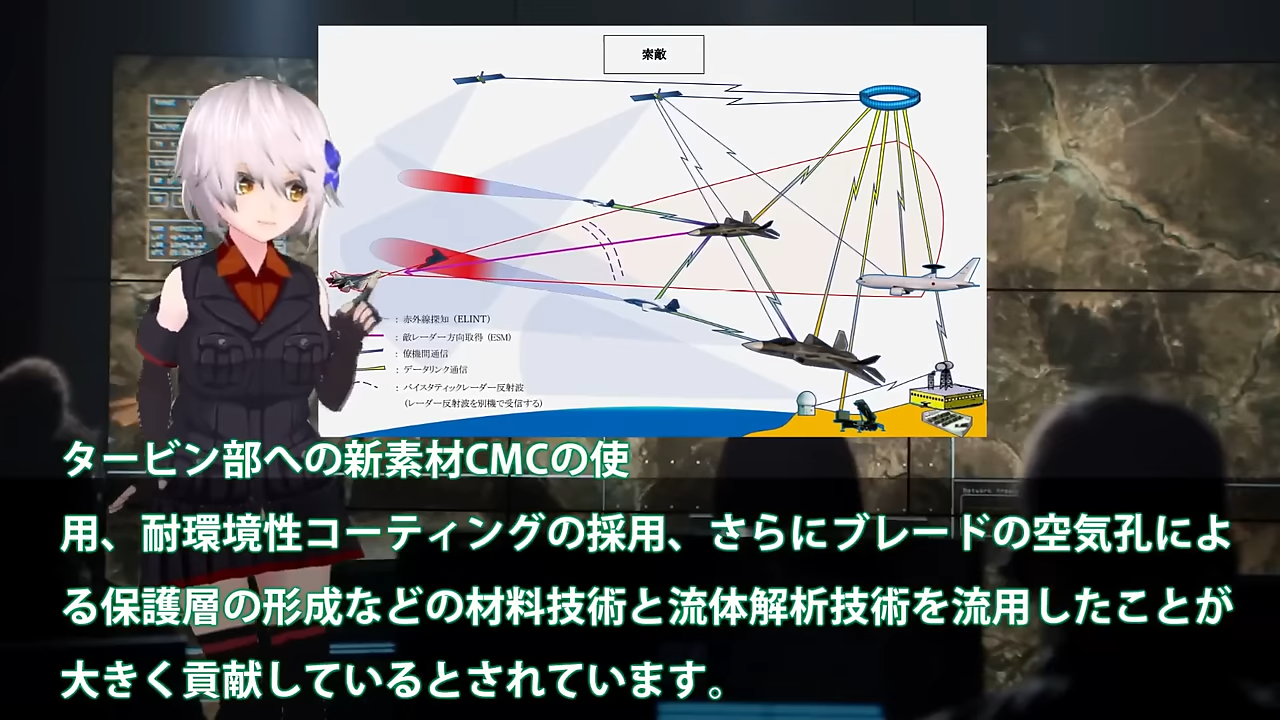 索敵
： 赤外線探知（ELINT）
： 敵レーダー方向取得（ESM）
： 僚機間通信
： データリンク通信
： バイスタティックレーダー反射波
（レーダー反射波を別機で受信する）
タービン部への新素材CMCの使
用、耐環境性コーティングの採用、さらにブレードの空気孔によ
る保護層の形成などの材料技術と流体解析技術を流用したことが
大きく貢献しているとされています。